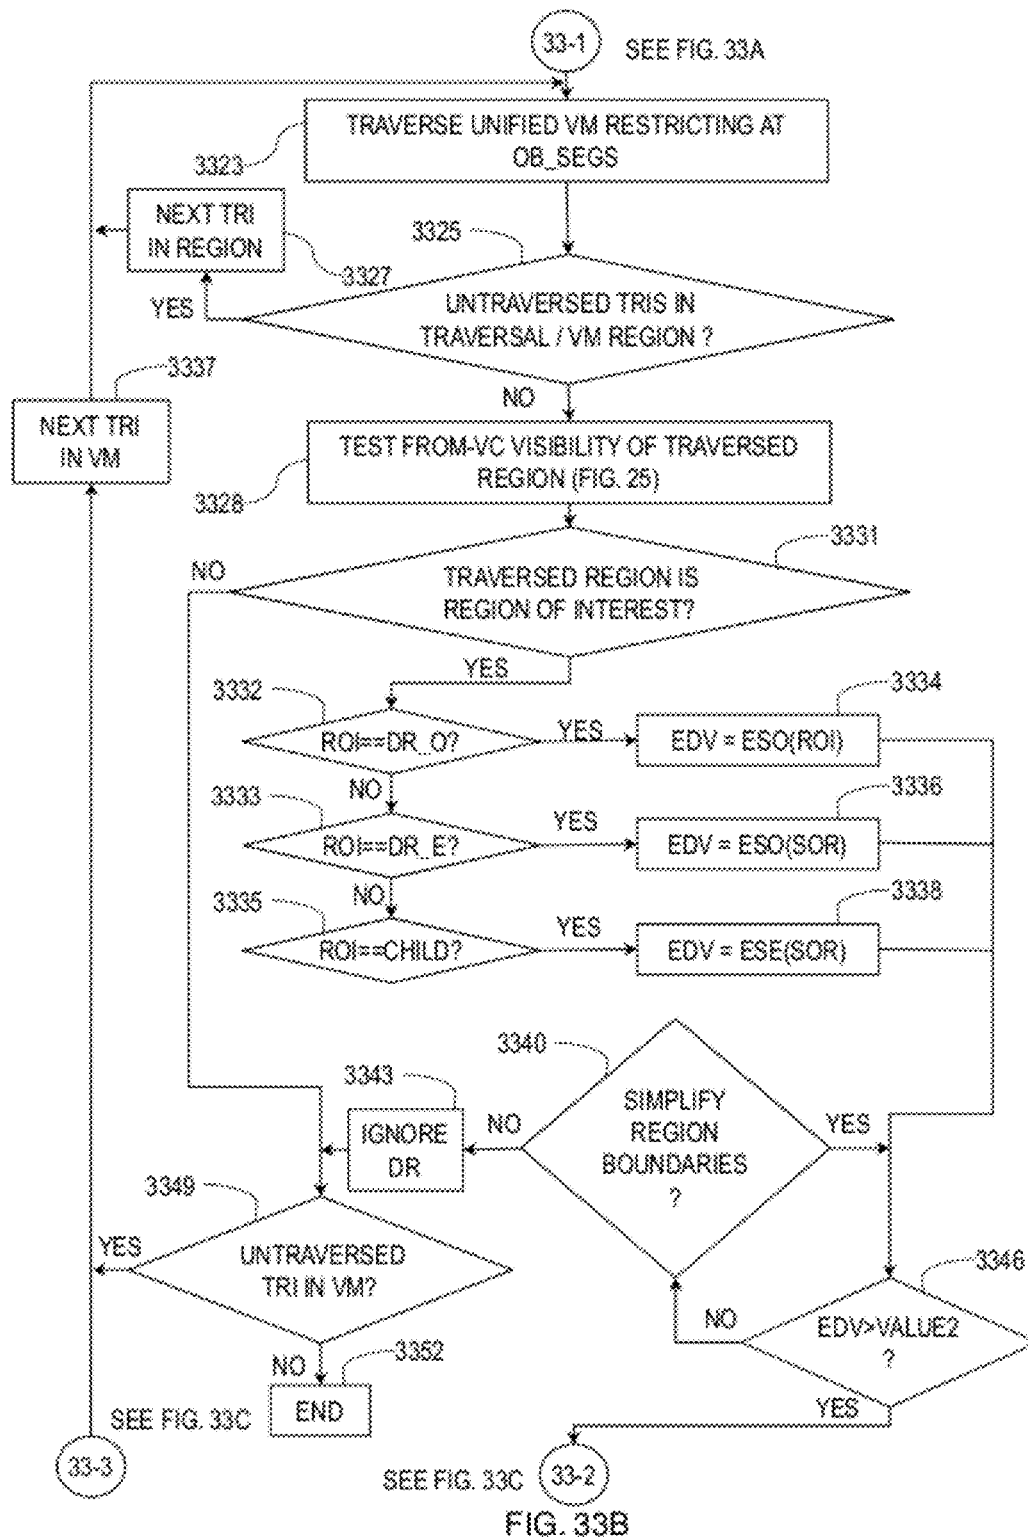 33-1
SEE FIG. 33A
TRAVERSE UNIFIED VM RESTRICTING AT
OB_SEGS
3323
NEXT TRI
IN REGION
3327
3325
YES
UNTRAVERSED TRIS IN
TRAVERSAL / VM REGION ?
3337
NEXT TRI
IN VM
NO
TEST FROM-VC VISIBILITY OF TRAVERSED
REGION (FIG. 25)
3328
3331
NO
TRAVERSED REGION IS
REGION OF INTEREST?
YES
3332
ROI==DR_O?
YES
3334
EDV = ESO(ROI)
NO
3333
ROI==DR_E?
YES
3336
EDV = ESO(SOR)
NO
3335
ROI==CHILD?
YES
3338
EDV = ESE(SOR)
3340
SIMPLIFY
REGION
BOUNDARIES
?
YES
NO
3343
IGNORE
DR
3349
YES
UNTRAVERSED
TRI IN VM?
3346
NO
EDV>VALUE2
?
NO
3352
END
YES
SEE FIG. 33C
33-3
SEE FIG. 33C
33-2
FIG. 33B